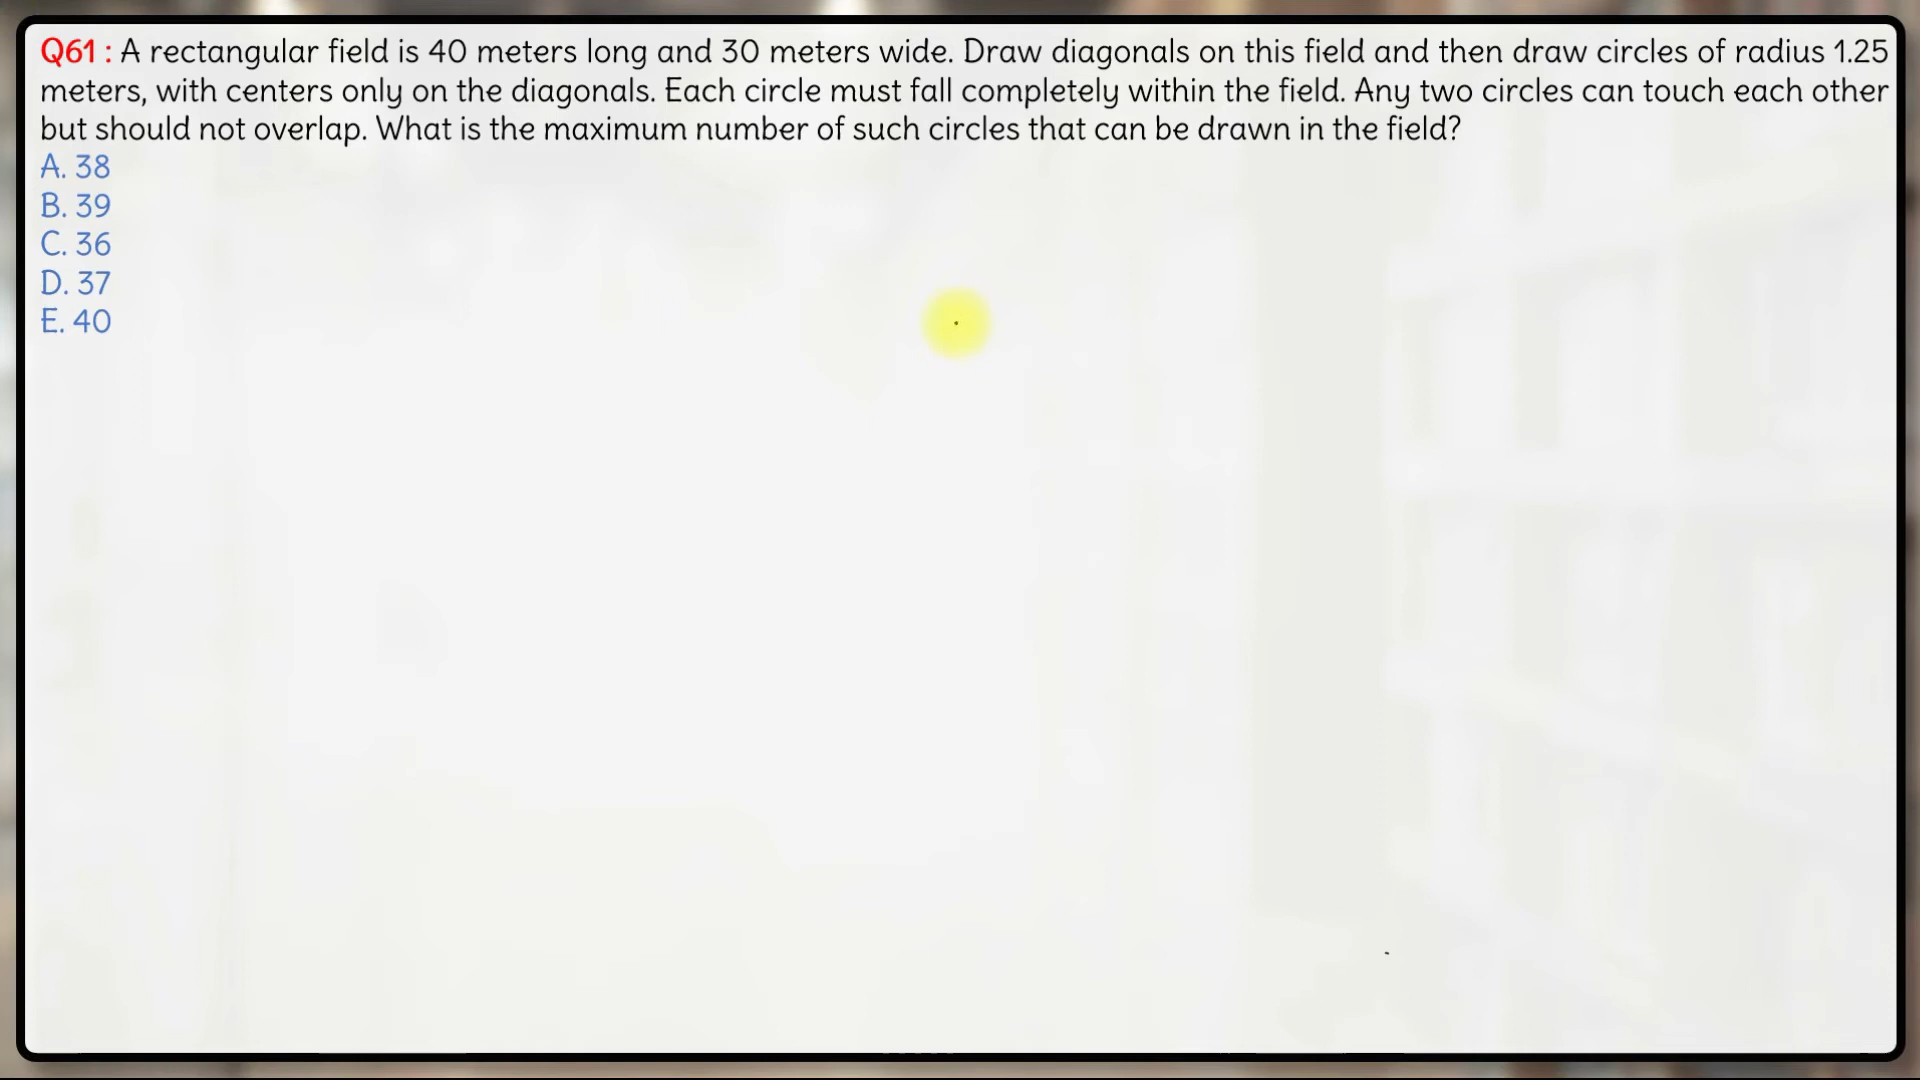 Q61 : A rectangular field is 40 meters long and 30 meters wide. Draw diagonals on this field and then draw circles of radius 1.25
meters, with centers only on the diagonals. Each circle must fall completely within the field. Any two circles can touch each other
but should not overlap. What is the maximum number of such circles that can be drawn in the field?
A. 38
B. 39
C. 36
D. 37
E. 40